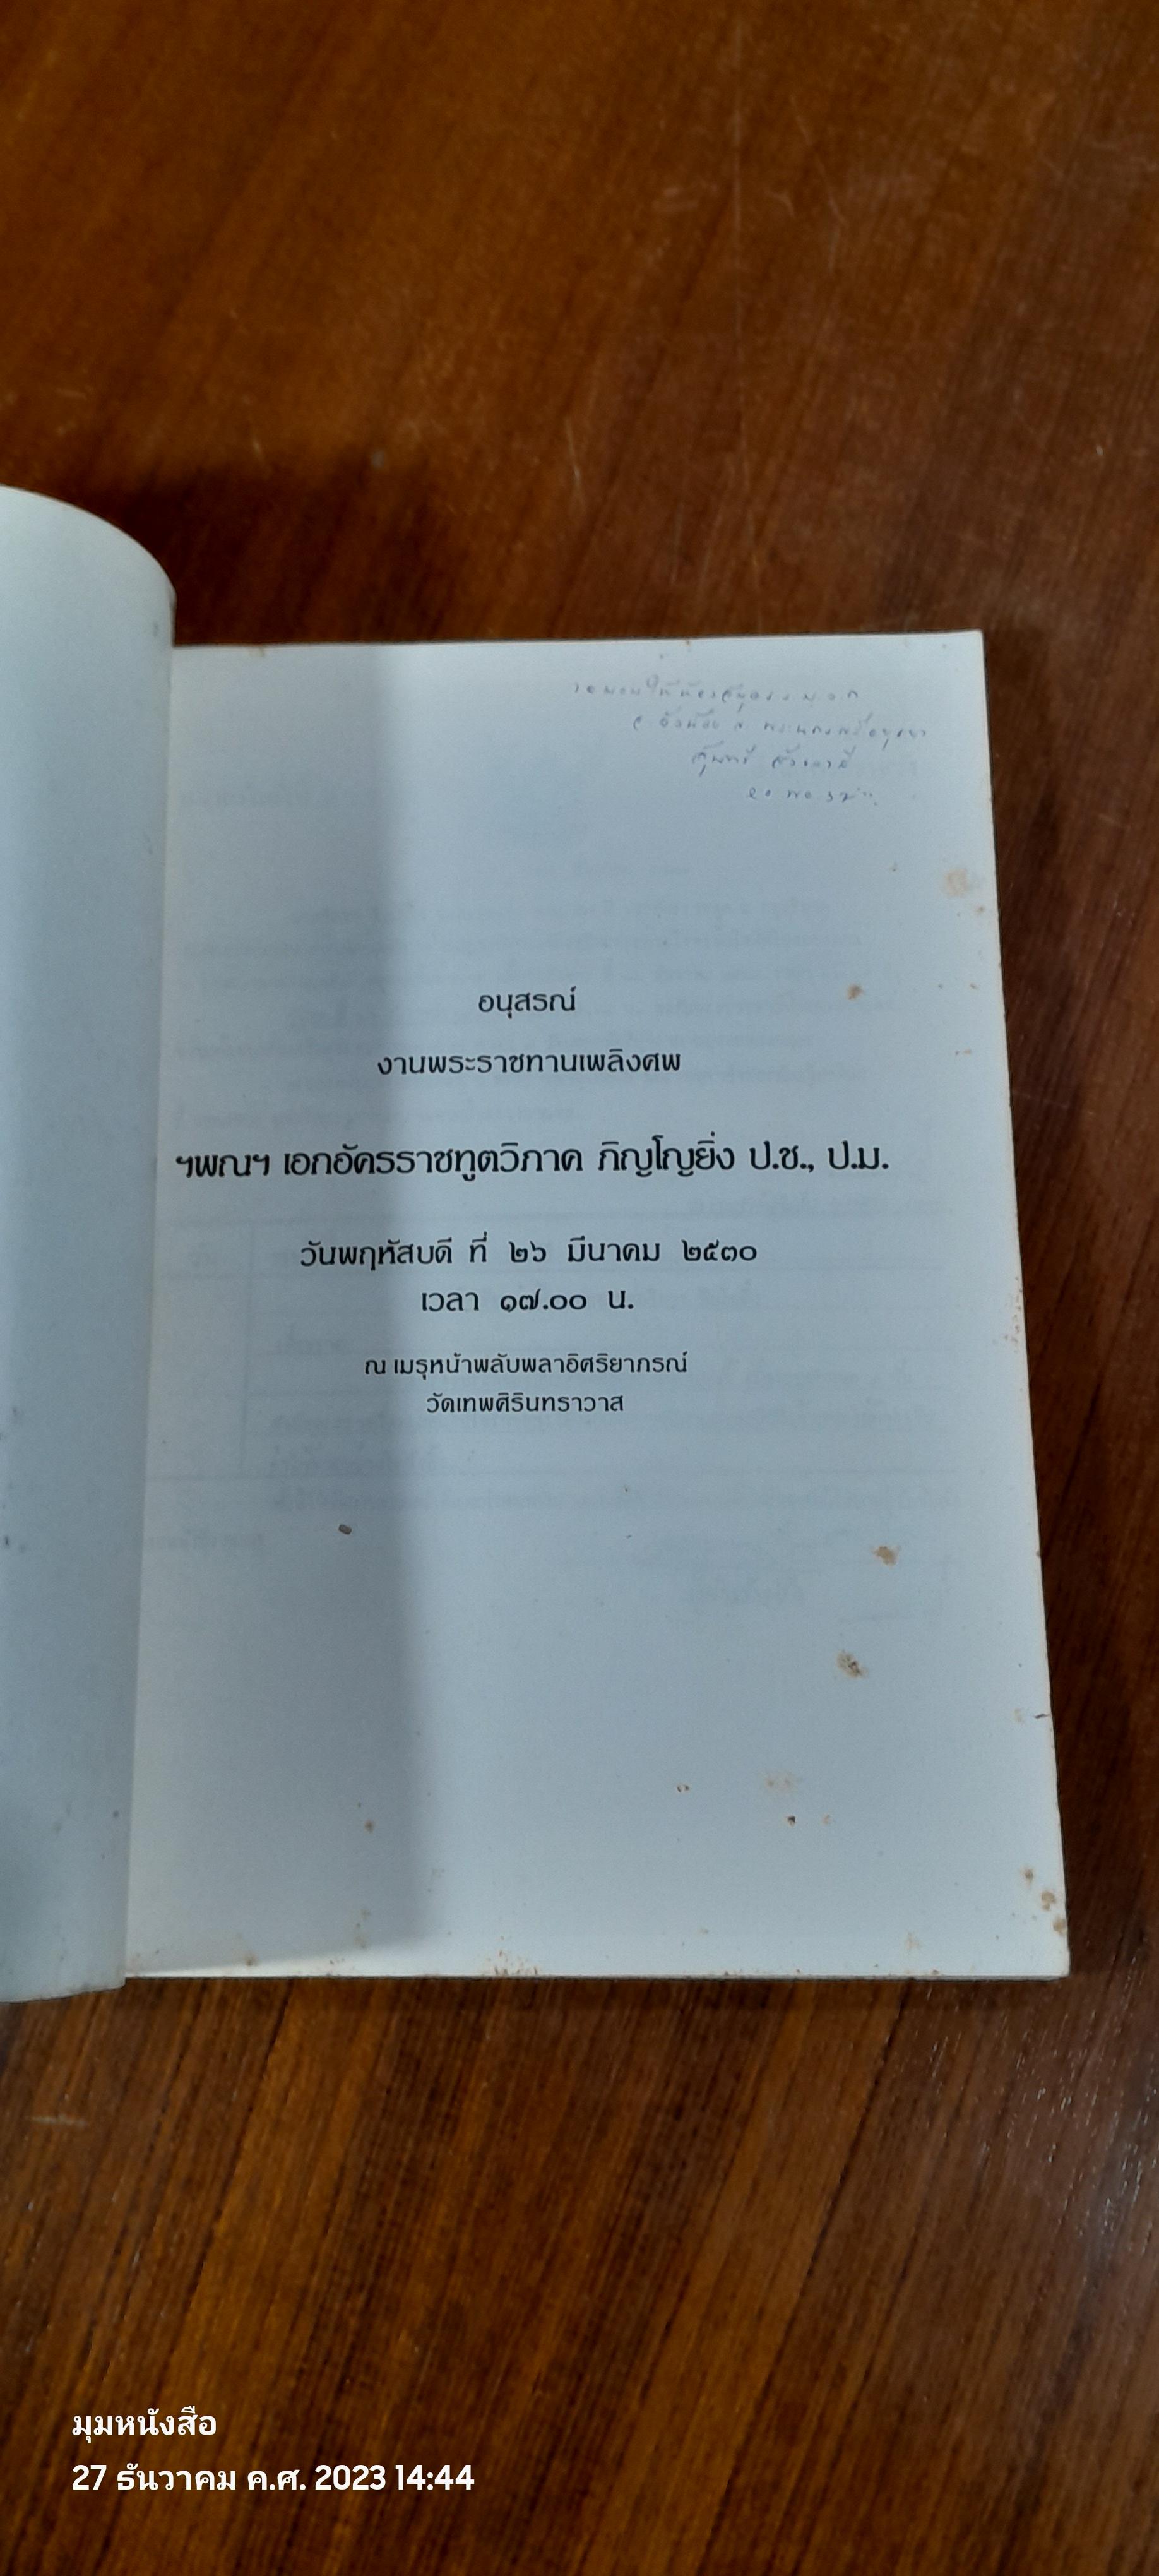 อนุสรณ์
งานพระราชทานเพลิงศพ
ฯพณฯ เอกอัครราชทูตวิภาค ภิญโญยิ่ง ป.ช., ป.ม.
วันพฤหัสบดี ที่ ๒๖ มีนาคม ๒๕๓๐
เวลา ๑๗.๐๐ น.
ณ เมรุหน้าพลับพลาอิศริยาภรณ์
วัดเทพศิรินทราวาส
มุมหนังสือ
27 ธันวาคม ค.ศ. 2023 14:44